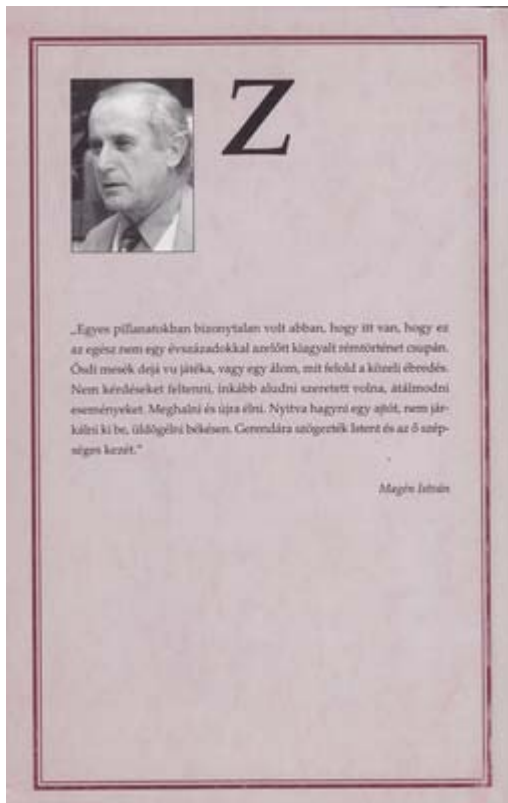 Z
„Egyes pillanatokban bizonytalan volt abban, hogy itt van, hogy ez
az egész nem egy évszázadokkal azelőtt kiagyalt rémtörténet csupán.
Ősdi mesék dejá vu játéka, vagy egy álom, mit felold a közeli ébredés.
Nem kérdéseket feltenni, inkább aludni szeretett volna, átálmodni
eseményeket. Meghalni és újra élni. Nyitva hagyni egy ajtót, nem jár-
kálni ki be, üldögélni békésen. Gerendára szögezték Istent és az ő szép-
séges kezét.“
Magén István